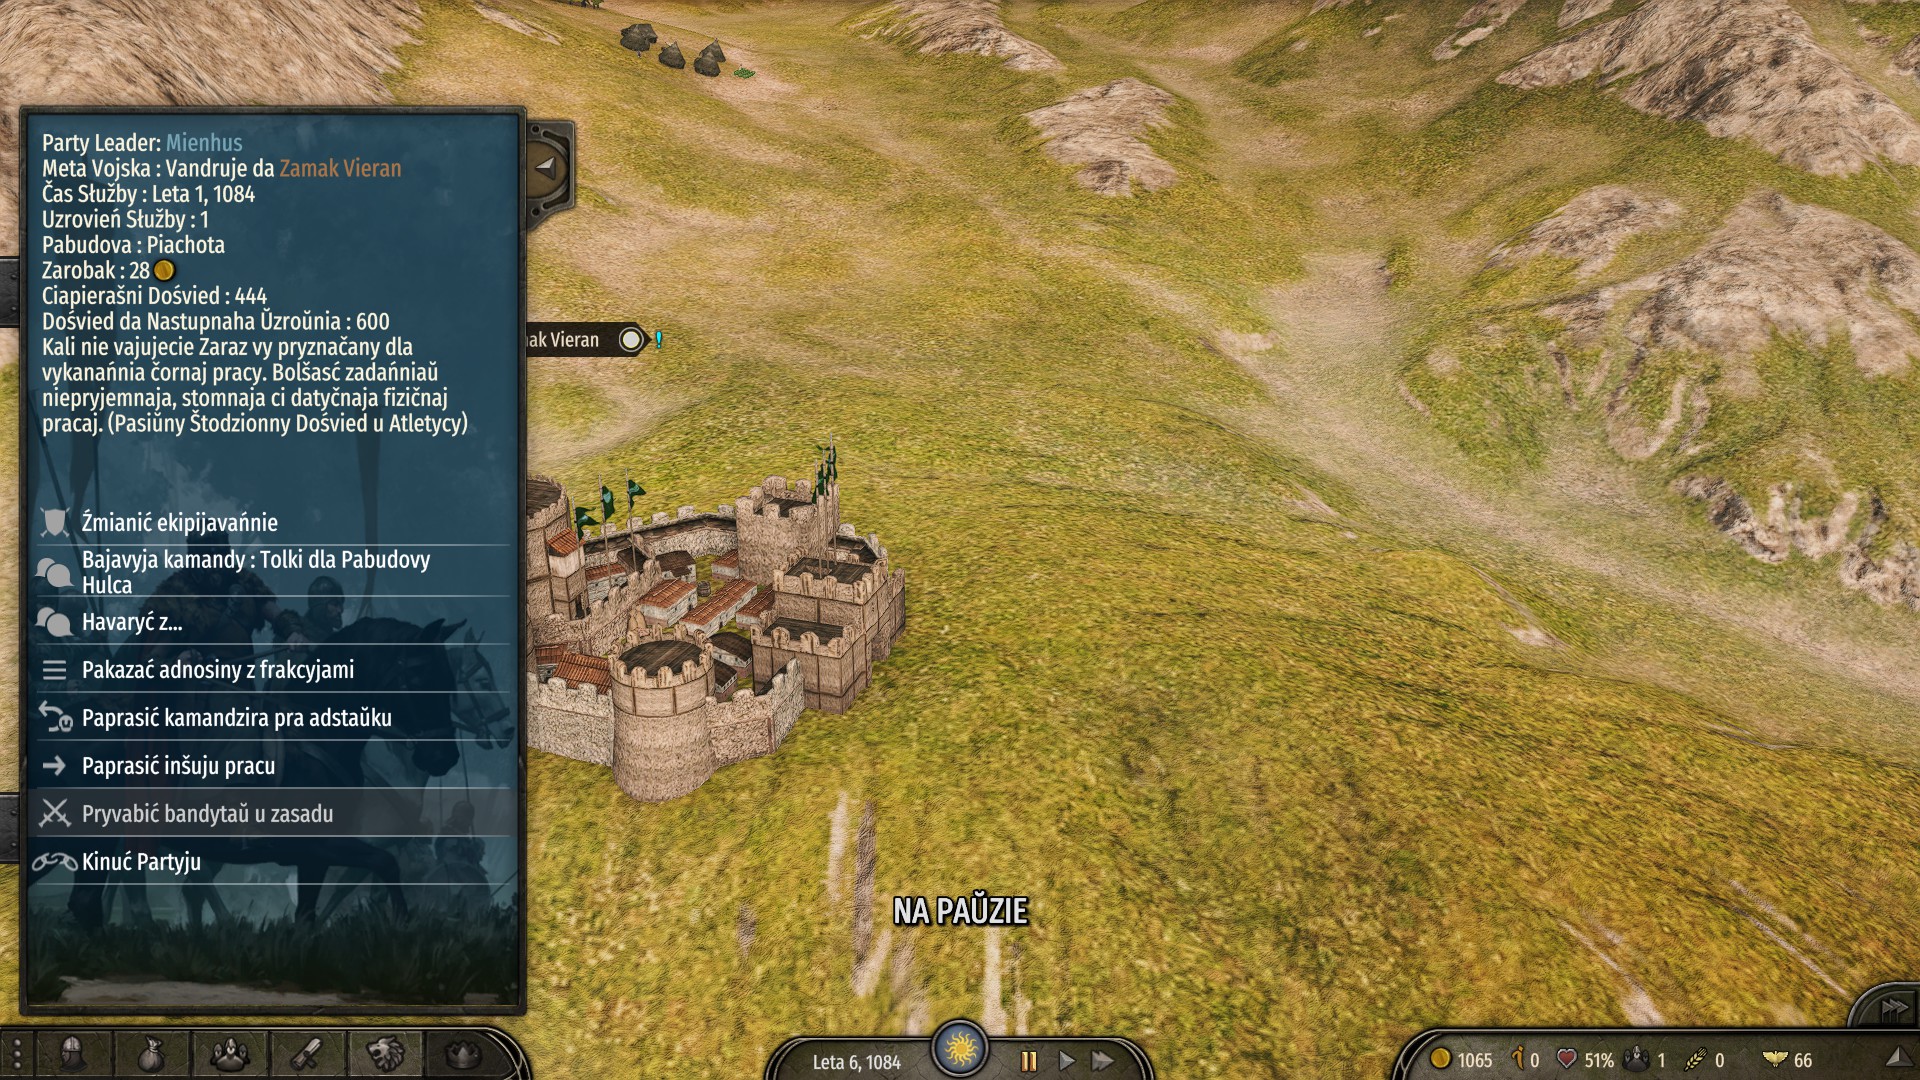 Party Leader: Mienhus
Meta Vojska : Vandruje da Zamak Vieran
Čas Słužby : Leta 1, 1084
Uzrovień Słužby : 1
Pabudova : Piachota
Zarobak : 28
Ciapierašni Dośvied : 444
Dośvied da Nastupnaha Ŭzroŭnia : 600
Kali nie vajujecie Zaraz vy pryznačany dla
vykanańnia čornaj pracy. Bolšasć zadańniaŭ
niepryjemnaja, stomnaja ci datyčnaja fizičnaj
pracaj. (Pasiŭny Štodzionny Dośvied u Atletycy)
Źmianić ekipijavańnie
Bajavyja kamandy : Tolki dla Pabudovy
Hulca
Havaryć z...
Pakazać adnosiny z frakcyjami
Paprasić kamandzira pra adstaŭku
Paprasić inšuju pracu
Pryvabić bandytaŭ u zasadu
Kinuć Partyju
Vieran
NA PAŬZIE
Leta 6, 1084
1065 0 51% 1 0 66